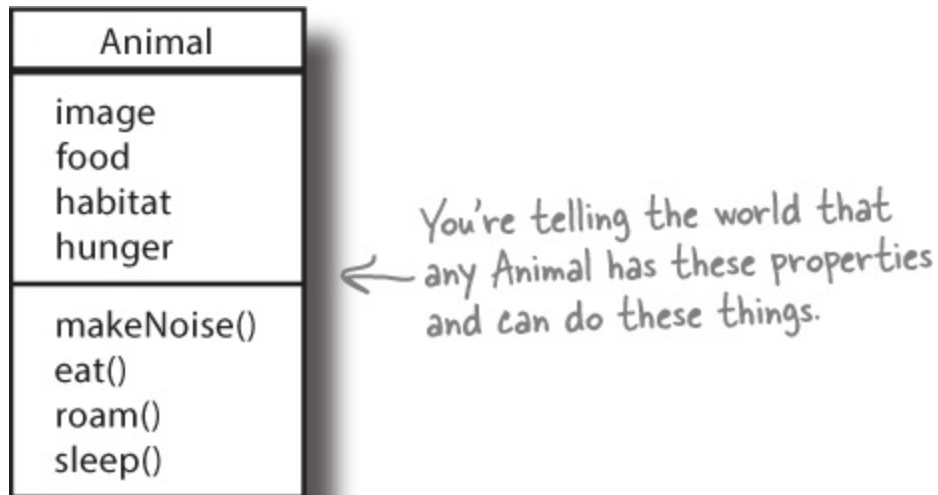 Animal
image
food
habitat
hunger
makeNoise()
eat()
roam()
sleep()
You're telling the world that
any Animal has these properties
and can do these things.